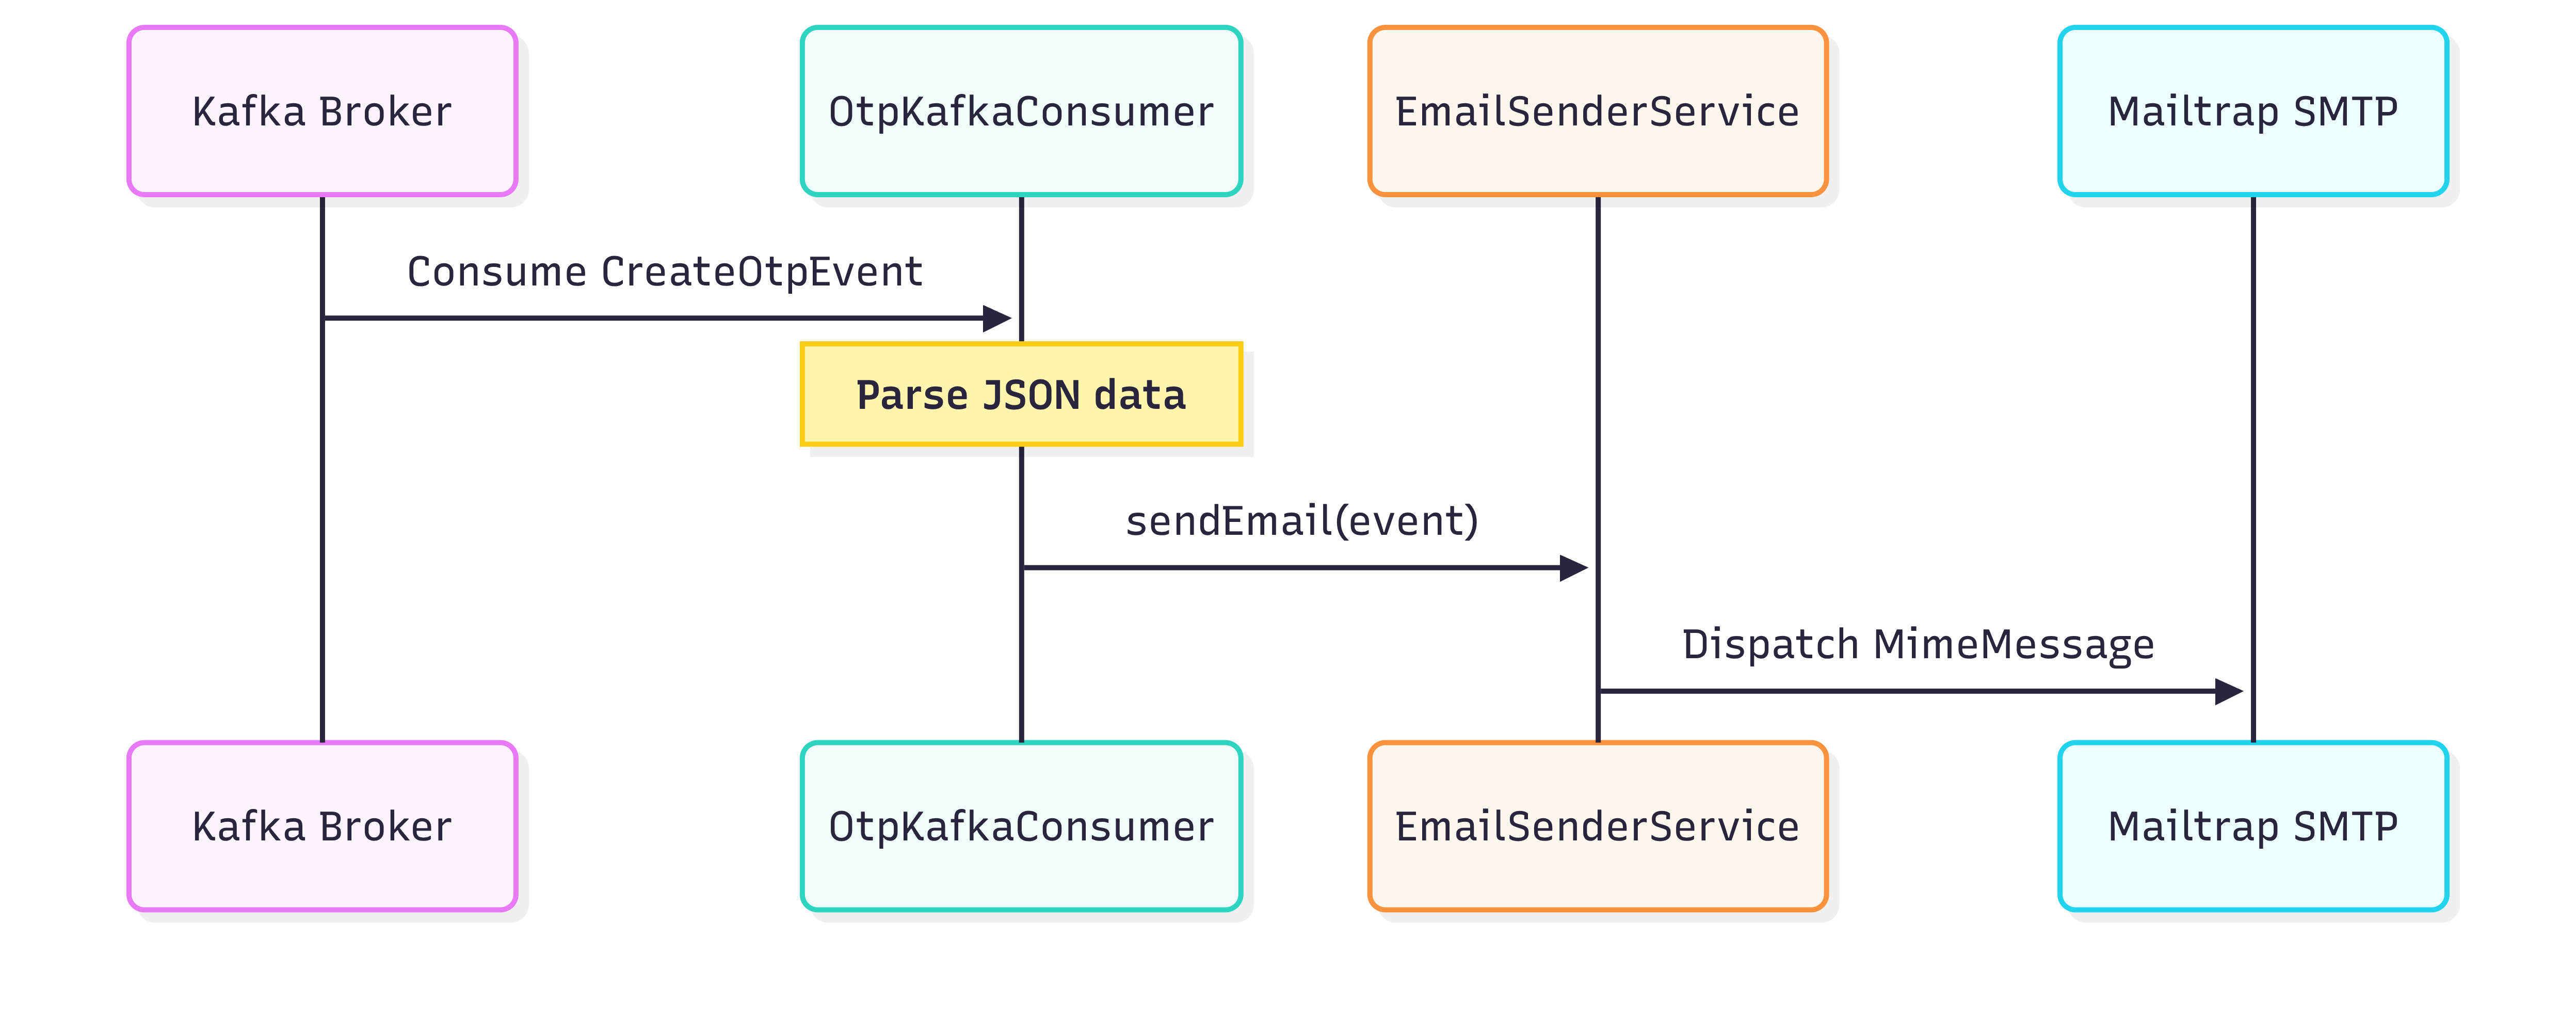 Kafka Broker
OtpKafkaConsumer
EmailSenderService
Mailtrap SMTP
Consume CreateOtpEvent
Parse JSON data
sendEmail(event)
Dispatch MimeMessage
Kafka Broker
OtpKafkaConsumer
EmailSenderService
Mailtrap SMTP